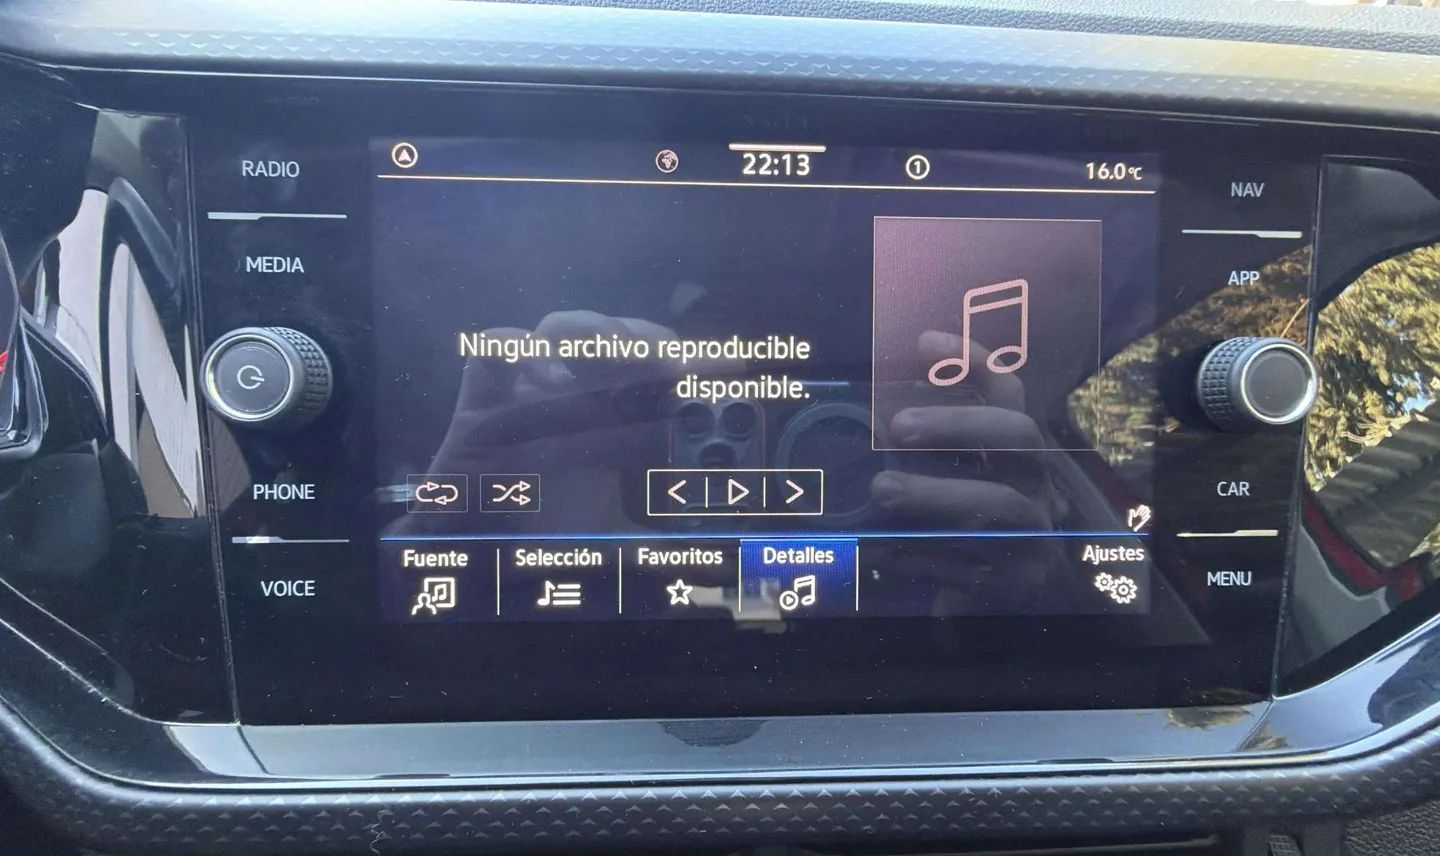 RADIO
MEDIA
PHONE
VOICE
22:13
1
16.0°C
Ningún archivo reproducible
disponible.
Fuente
Selección
Favoritos
Detalles
Ajustes
NAV
APP
CAR
MENU